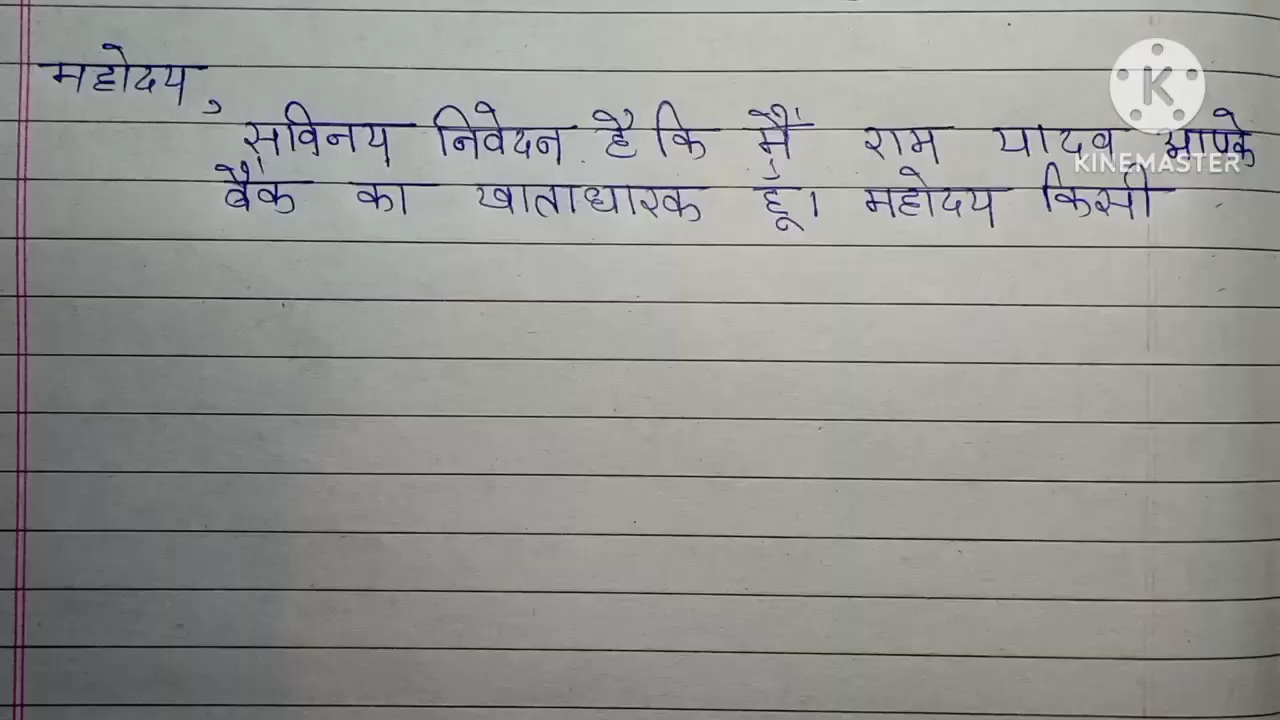 महोदय,
सविनय निवेदन है कि मैं राम यादव आपके
बैंक का खाताधारक हूँ। महोदय किसी
KINEMASTER